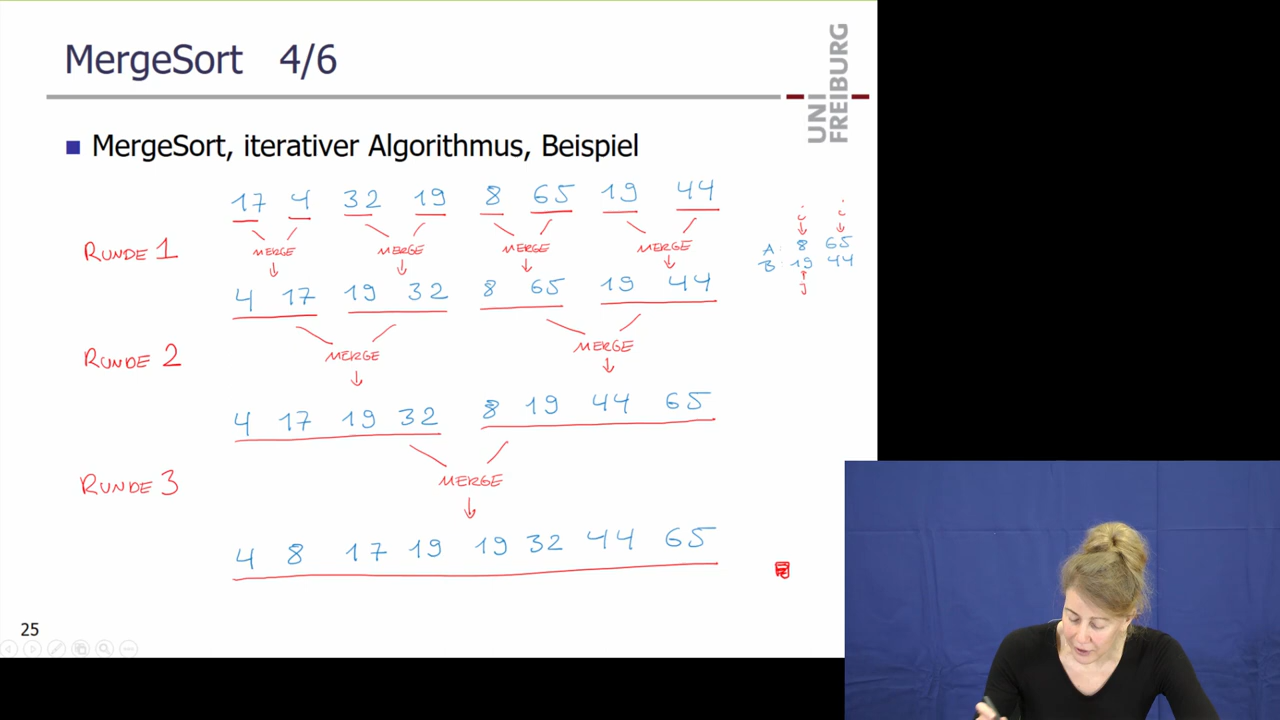 MergeSort 4/6
UNI
FREIBURG
MergeSort, iterativer Algorithmus, Beispiel
17 4 32 19 8 65 19 44
RUNDE 1
MERGE MERGE MERGE MERGE
i i
A: 8 65
B: 19 44
j
4 17 19 32 8 65 19 44
RUNDE 2
MERGE MERGE
4 17 19 32 8 19 44 65
RUNDE 3
MERGE
4 8 17 19 19 32 44 65
25